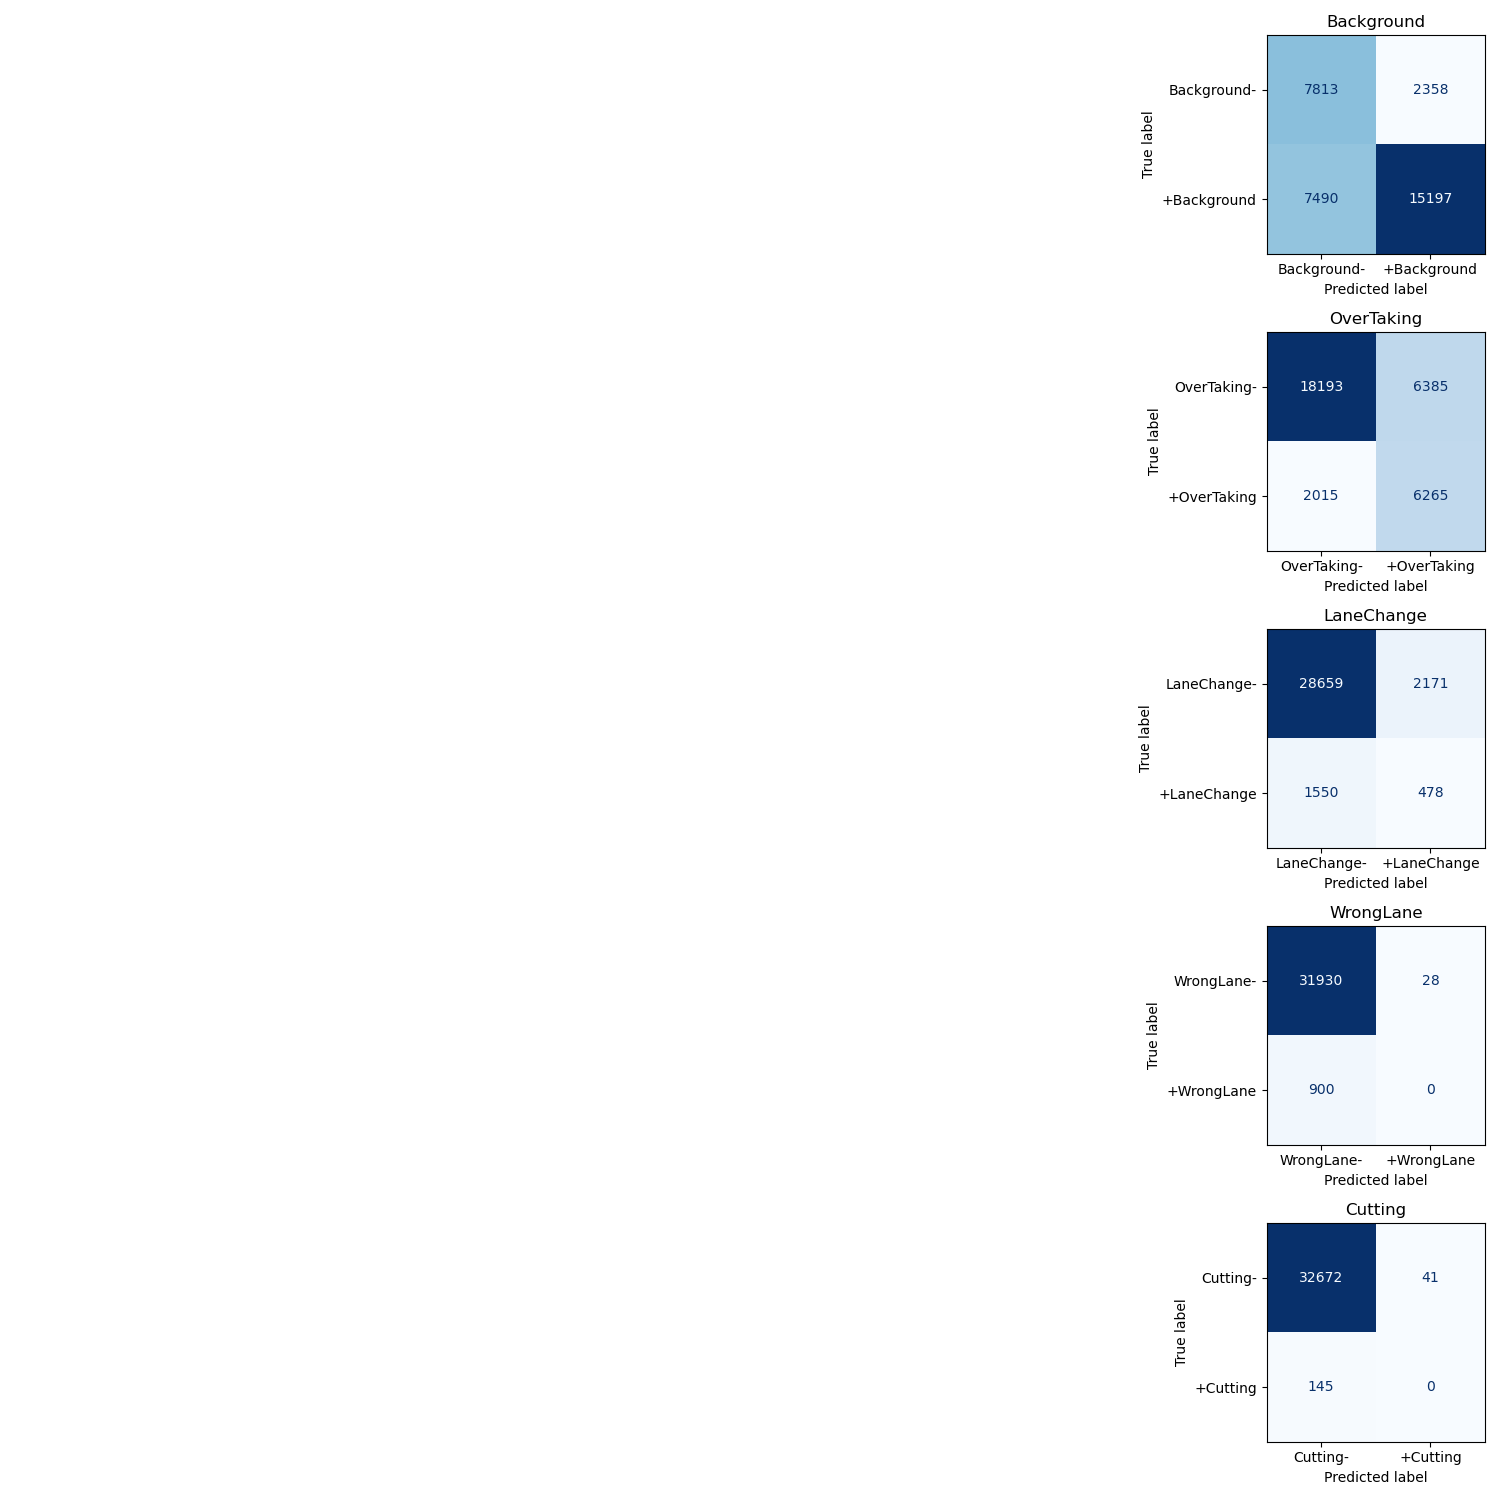 Background
Background-
7813
2358
True label
+Background
7490
15197
Background-
+Background
Predicted label
OverTaking
OverTaking-
18193
6385
True label
+OverTaking
2015
6265
OverTaking-
+OverTaking
Predicted label
LaneChange
LaneChange-
28659
2171
True label
+LaneChange
1550
478
LaneChange-
+LaneChange
Predicted label
WrongLane
WrongLane-
31930
28
True label
+WrongLane
900
0
WrongLane-
+WrongLane
Predicted label
Cutting
Cutting-
32672
41
True label
+Cutting
145
0
Cutting-
+Cutting
Predicted label